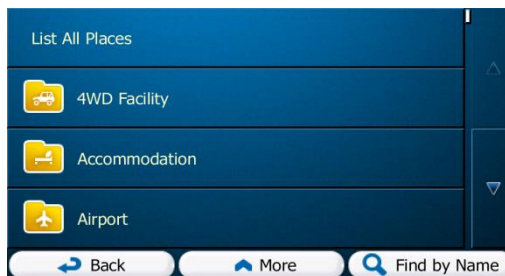 List All Places
4WD Facility
Accommodation
Airport
Back More Find by Name